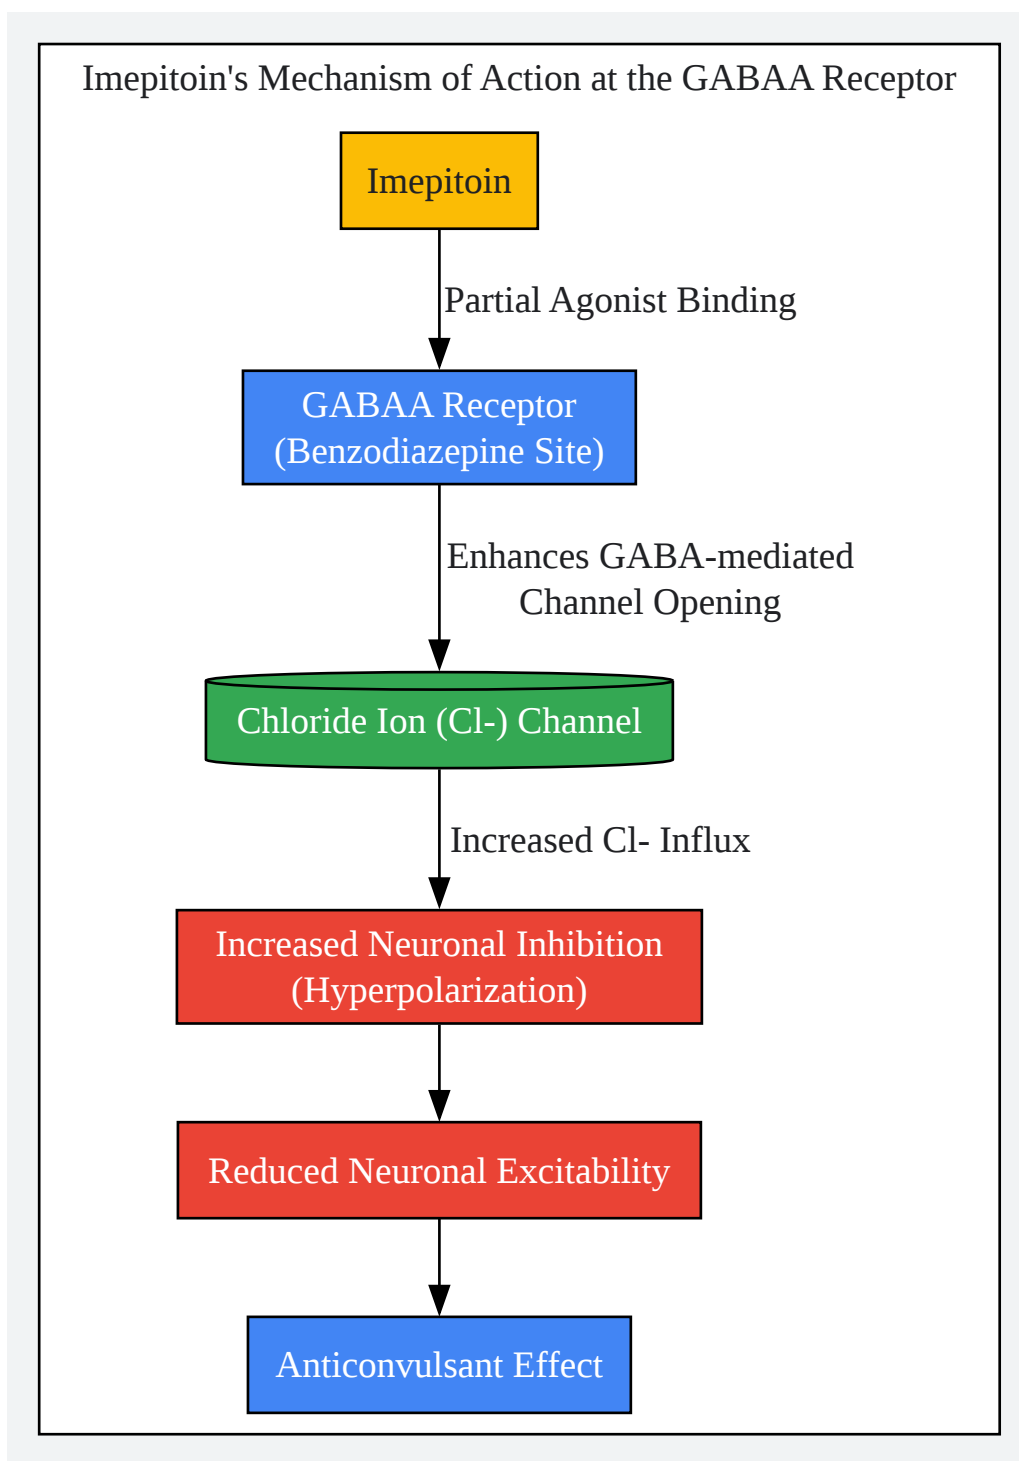 Imepitoin's Mechanism of Action at the GABAA Receptor
Imepitoin
Partial Agonist Binding
GABAA Receptor
(Benzodiazepine Site)
Enhances GABA-mediated
Channel Opening
Chloride Ion (Cl-) Channel
Increased Cl- Influx
Increased Neuronal Inhibition
(Hyperpolarization)
Reduced Neuronal Excitability
Anticonvulsant Effect